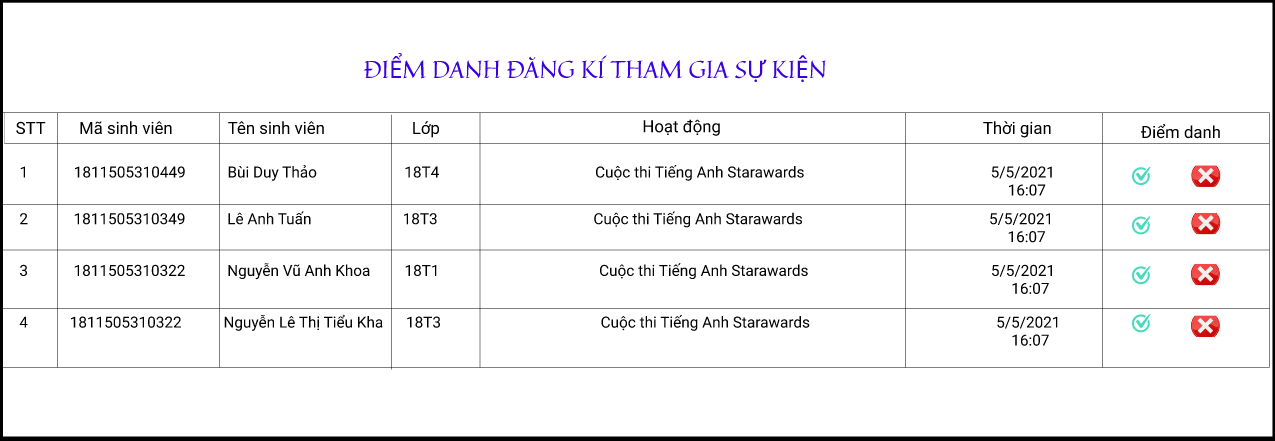 ĐIỂM DANH ĐĂNG KÍ THAM GIA SỰ KIỆN
STT Mã sinh viên Tên sinh viên Lớp Hoạt động Thời gian Điểm danh
1 1811505310449 Bùi Duy Thảo 18T4 Cuộc thi Tiếng Anh Starawards 5/5/2021
16:07
2 1811505310349 Lê Anh Tuấn 18T3 Cuộc thi Tiếng Anh Starawards 5/5/2021
16:07
3 1811505310322 Nguyễn Vũ Anh Khoa 18T1 Cuộc thi Tiếng Anh Starawards 5/5/2021
16:07
4 1811505310322 Nguyễn Lê Thị Tiểu Kha 18T3 Cuộc thi Tiếng Anh Starawards 5/5/2021
16:07